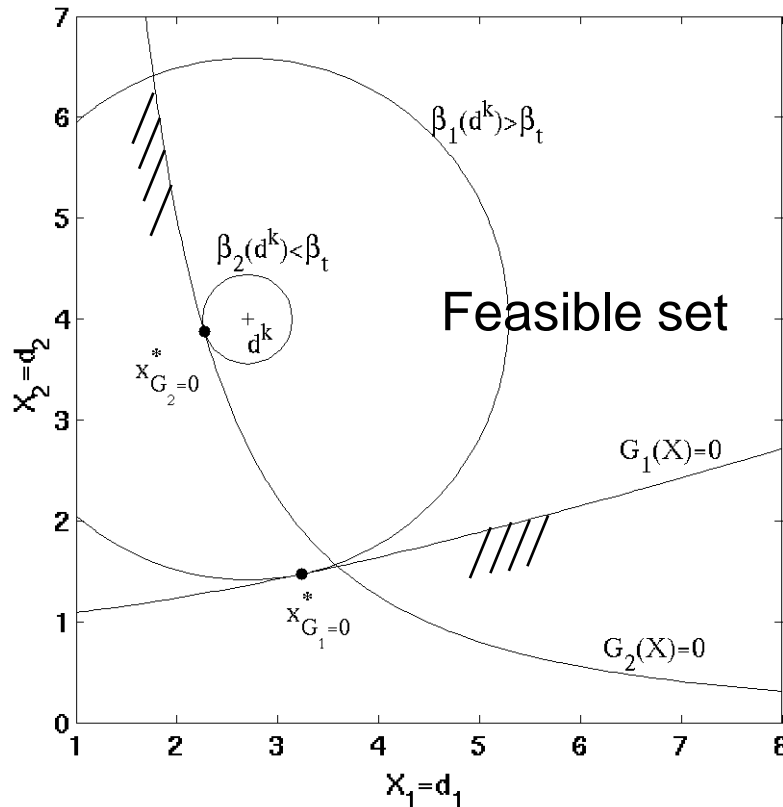 7
6
β₁(dᵏ)>βₜ
5
β₂(dᵏ)<βₜ
Feasible set
4
dᵏ
x*G₂=0
X₂=d₂
3
G₁(X)=0
2
x*G₁=0
1
G₂(X)=0
0
1 2 3 4 5 6 7 8
X₁=d₁